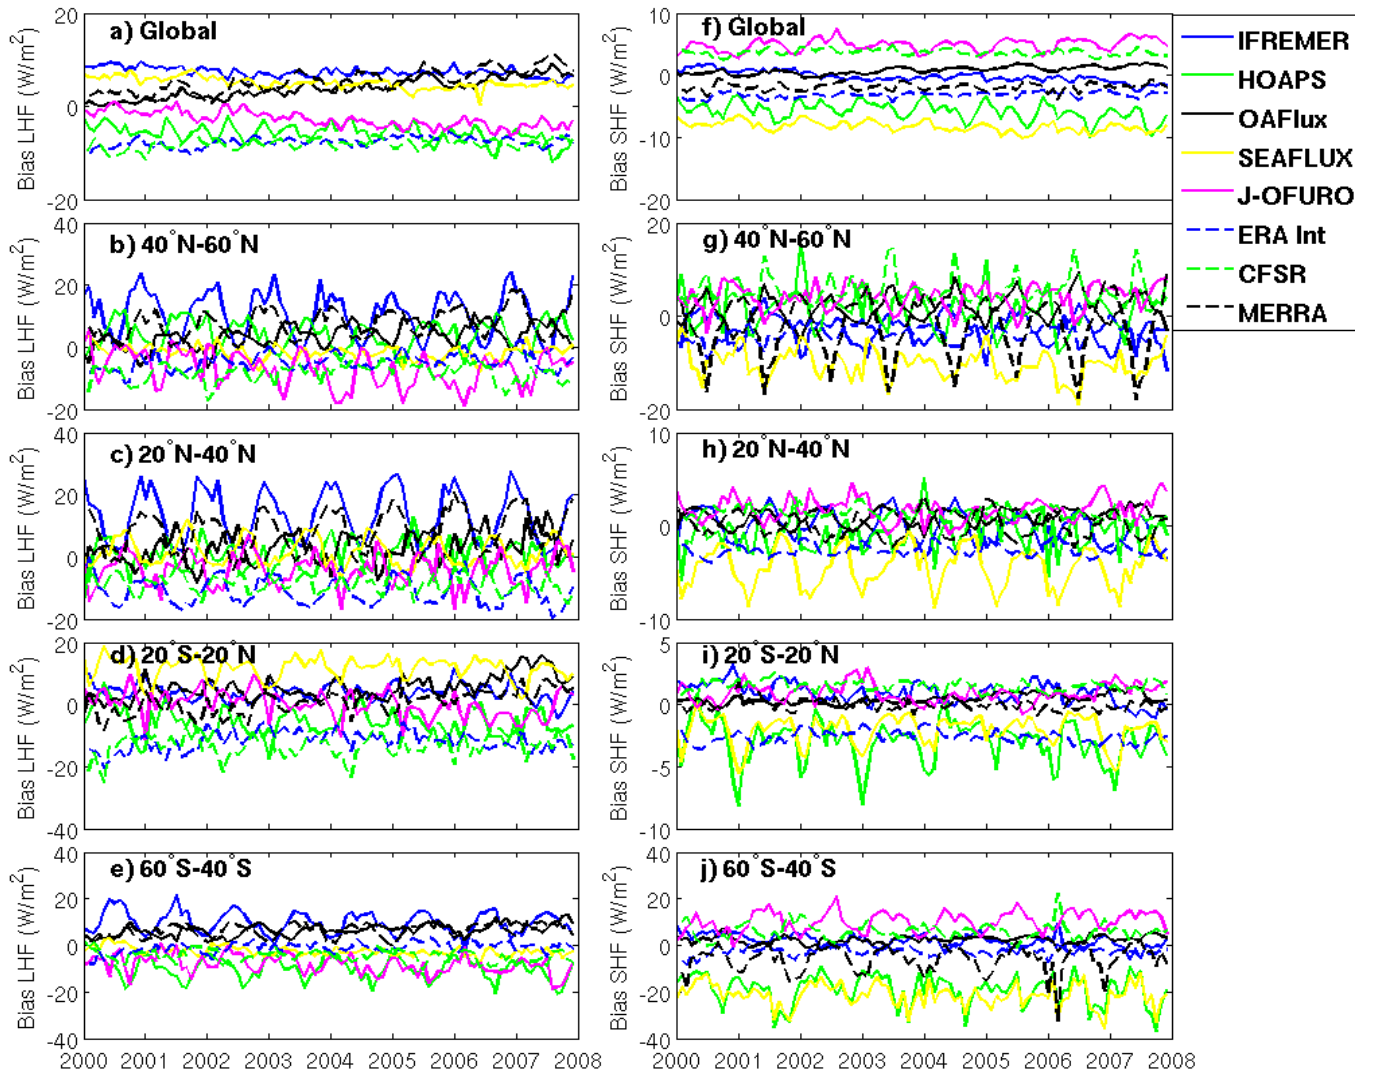 a) Global
Bias LHF (W/m²)
20
0
-20
b) 40°N-60°N
Bias LHF (W/m²)
40
20
0
-20
c) 20°N-40°N
Bias LHF (W/m²)
40
20
0
-20
d) 20°S-20°N
Bias LHF (W/m²)
20
0
-20
-40
e) 60°S-40°S
Bias LHF (W/m²)
40
20
0
-20
-40
2000 2001 2002 2003 2004 2005 2006 2007 2008
f) Global
Bias SHF (W/m²)
10
0
-10
-20
g) 40°N-60°N
Bias SHF (W/m²)
20
0
-20
h) 20°N-40°N
Bias SHF (W/m²)
10
0
-10
i) 20°S-20°N
Bias SHF (W/m²)
5
0
-5
-10
j) 60°S-40°S
Bias SHF (W/m²)
40
20
0
-20
-40
2000 2001 2002 2003 2004 2005 2006 2007 2008
IFREMER
HOAPS
OAFlux
SEAFLUX
J-OFURO
ERA Int
CFSR
MERRA